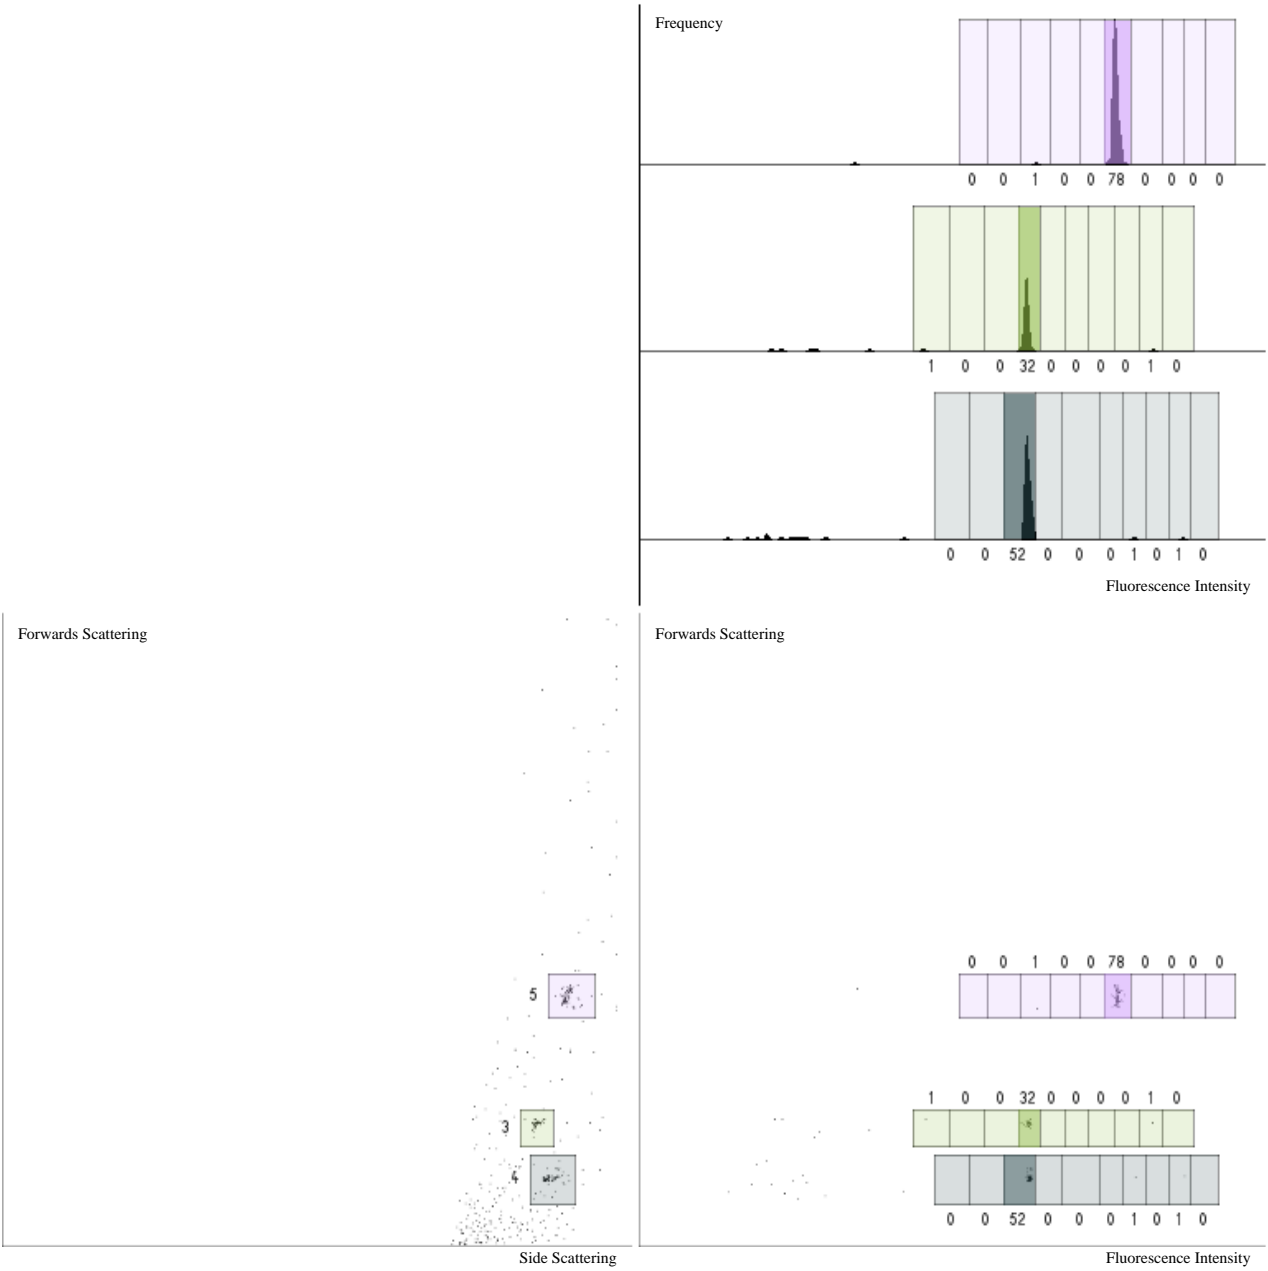 Frequency
0 0 1 0 0 78 0 0 0 0
1 0 0 32 0 0 0 0 1 0
0 0 52 0 0 0 1 0 1 0
Fluorescence Intensity
Forwards Scattering
5
3
4
Side Scattering
Forwards Scattering
0 0 1 0 0 78 0 0 0 0
1 0 0 32 0 0 0 0 1 0
0 0 52 0 0 0 1 0 1 0
Fluorescence Intensity